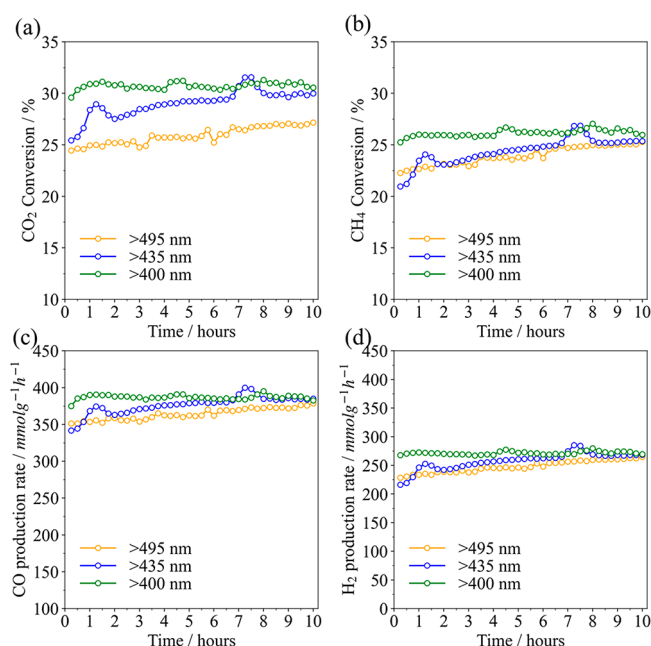 (a)
CO₂ Conversion / %
35
30
25
20
15
10
>495 nm
>435 nm
>400 nm
0 1 2 3 4 5 6 7 8 9 10
Time / hours
(b)
CH₄ Conversion / %
35
30
25
20
15
10
>495 nm
>435 nm
>400 nm
0 1 2 3 4 5 6 7 8 9 10
Time / hours
(c)
CO production rate / mmolg⁻¹h⁻¹
450
400
350
300
250
200
150
100
>495 nm
>435 nm
>400 nm
0 1 2 3 4 5 6 7 8 9 10
Time / hours
(d)
H₂ production rate / mmolg⁻¹h⁻¹
450
400
350
300
250
200
150
100
50
0
>495 nm
>435 nm
>400 nm
0 1 2 3 4 5 6 7 8 9 10
Time / hours